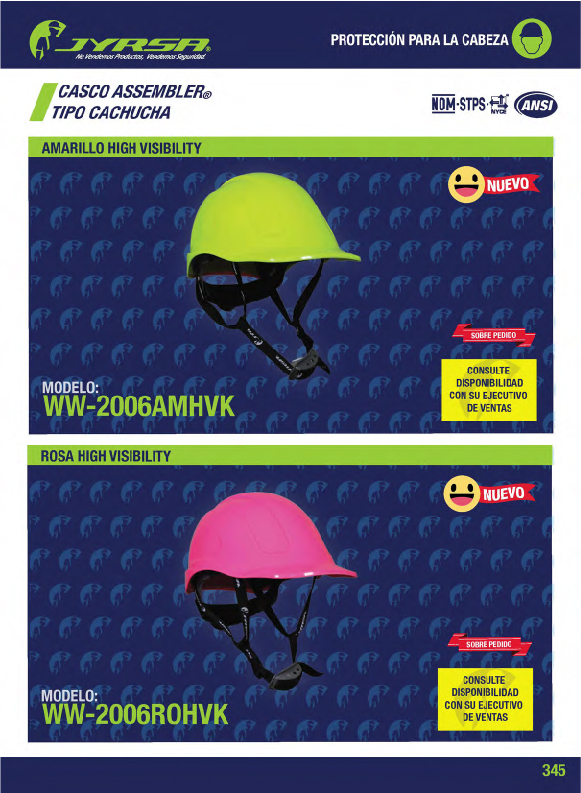 JYRSA®
No Vendemos Productos, Vendemos Seguridad
PROTECCIÓN PARA LA CABEZA
CASCO ASSEMBLER®
TIPO CACHUCHA
NOM-STPS-
NYCE
ANSI
AMARILLO HIGH VISIBILITY
NUEVO
SOBRE PEDIDO
CONSULTE
DISPONIBILIDAD
CON SU EJECUTIVO
DE VENTAS
MODELO:
WW-2006AMHVK
ROSA HIGH VISIBILITY
NUEVO
SOBRE PEDIDO
CONSULTE
DISPONIBILIDAD
CON SU EJECUTIVO
DE VENTAS
MODELO:
WW-2006ROHVK
345